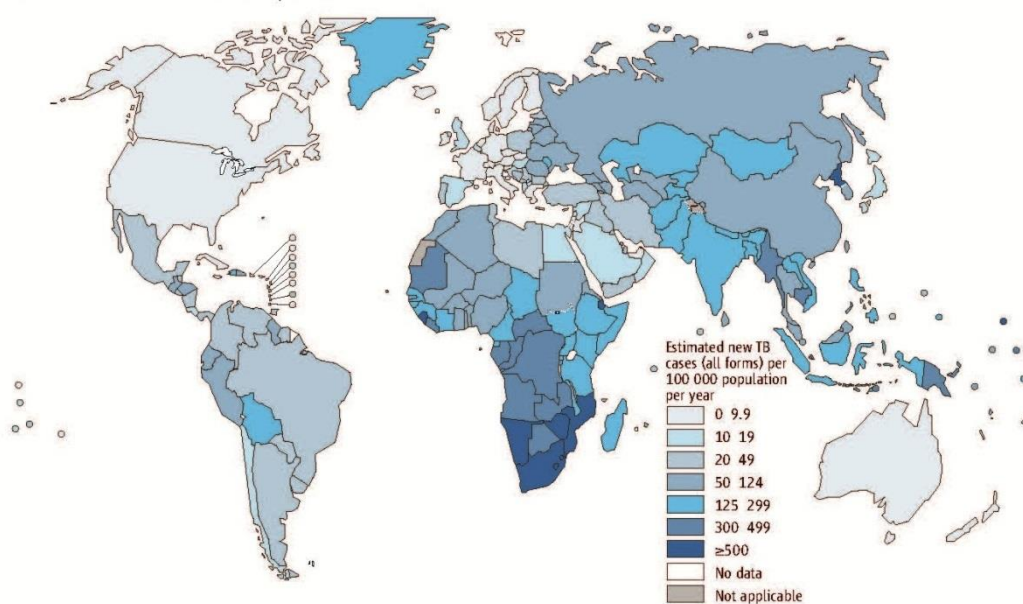 Estimated new TB
cases (all forms) per
100 000 population
per year
0 9.9
10 19
20 49
50 124
125 299
300 499
≥500
No data
Not applicable